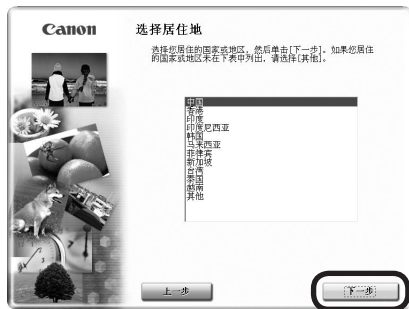 Canon
选择居住地
选择您居住的国家或地区，然后单击[下一步]。如果您居住
的国家或地区未在下表中列出，请选择[其他]。
中国
香港
印度
印度尼西亚
韩国
马来西亚
菲律宾
新加坡
台湾
泰国
越南
其他
上一步
下一步